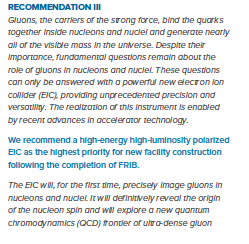 RECOMMENDATION III
Gluons, the carriers of the strong force, bind the quarks
together inside nucleons and nuclei and generate nearly
all of the visible mass in the universe. Despite their
importance, fundamental questions remain about the
role of gluons in nucleons and nuclei. These questions
can only be answered with a powerful new electron ion
collider (EIC), providing unprecedented precision and
versatility. The realization of this instrument is enabled
by recent advances in accelerator technology.
We recommend a high-energy high-luminosity polarized
EIC as the highest priority for new facility construction
following the completion of FRIB.
The EIC will, for the first time, precisely image gluons in
nucleons and nuclei. It will definitively reveal the origin
of the nucleon spin and will explore a new quantum
chromodynamics (QCD) frontier of ultra-dense gluon